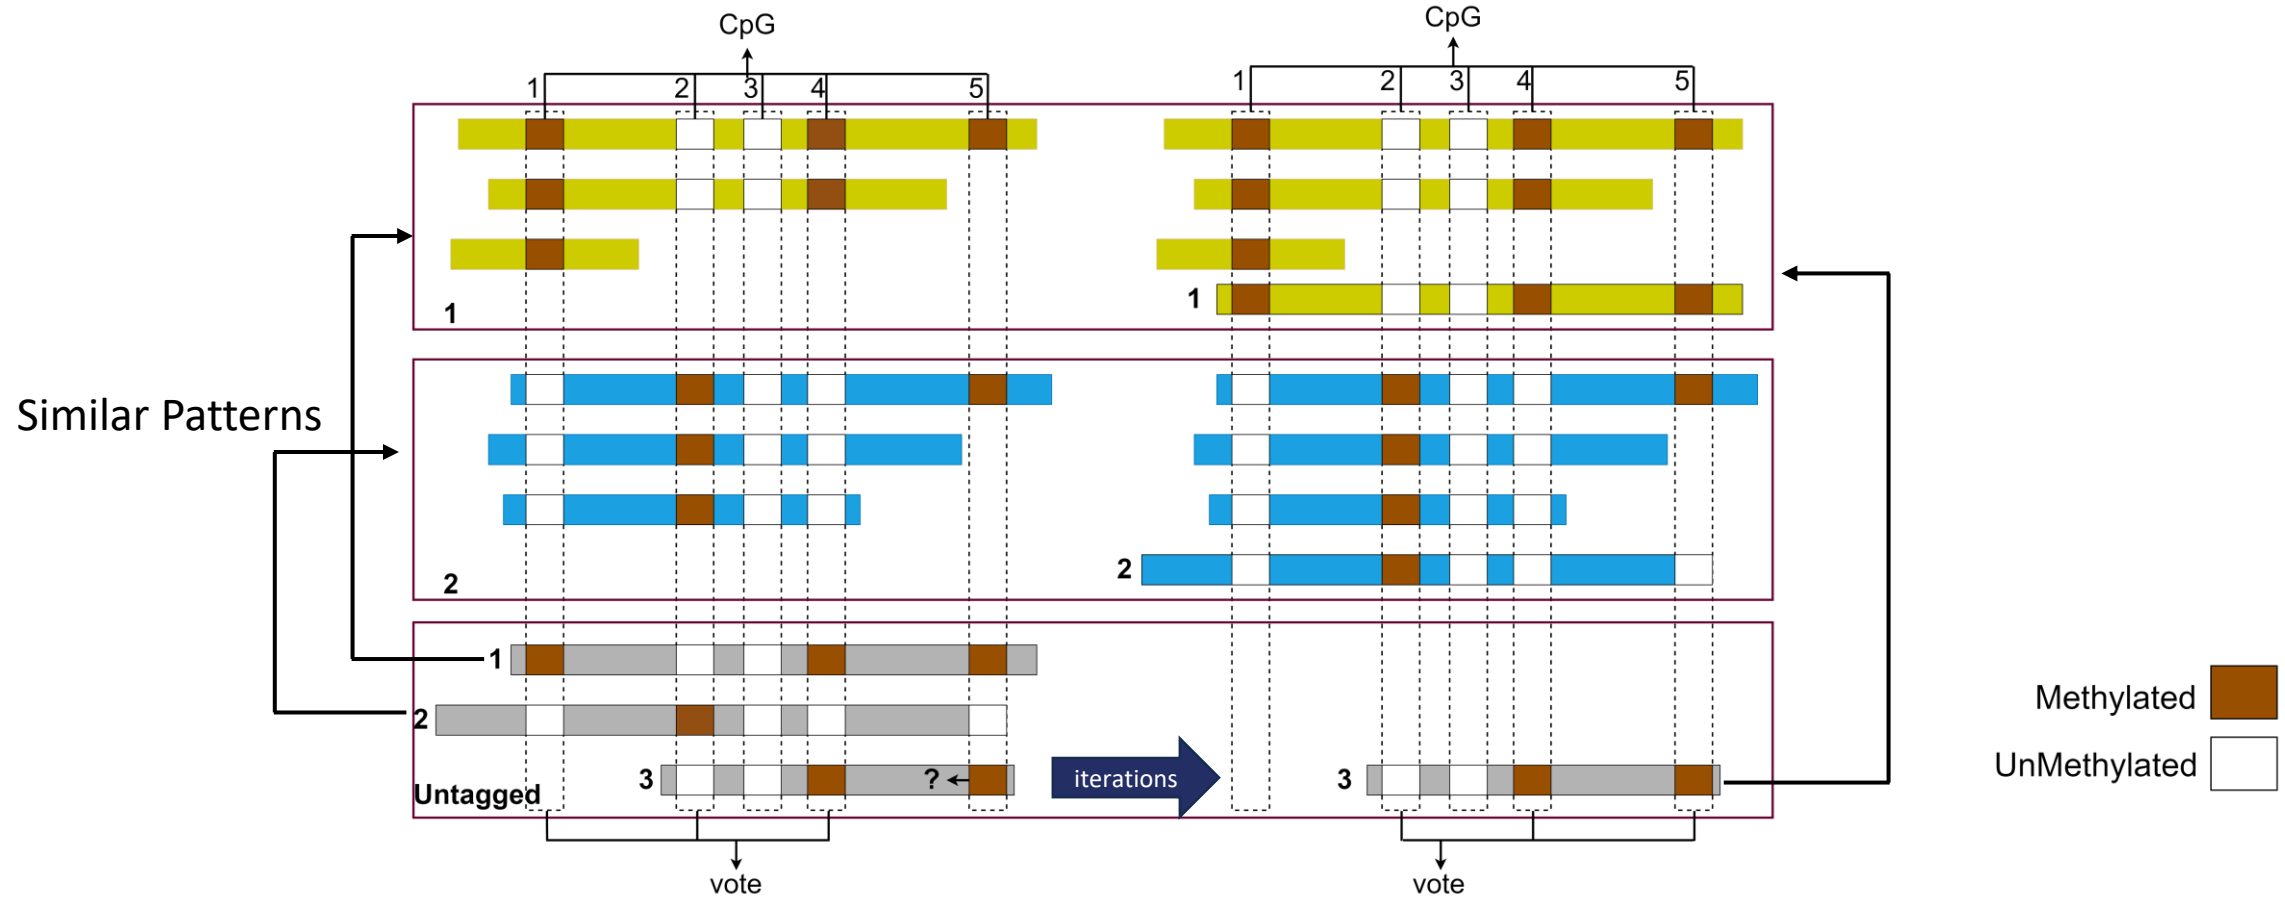 CpG
CpG
1 2 3 4 5
1 2 3 4 5
1
1
Similar Patterns
2
2
1
2
3
?
Untagged
iterations
3
vote
vote
Methylated
UnMethylated